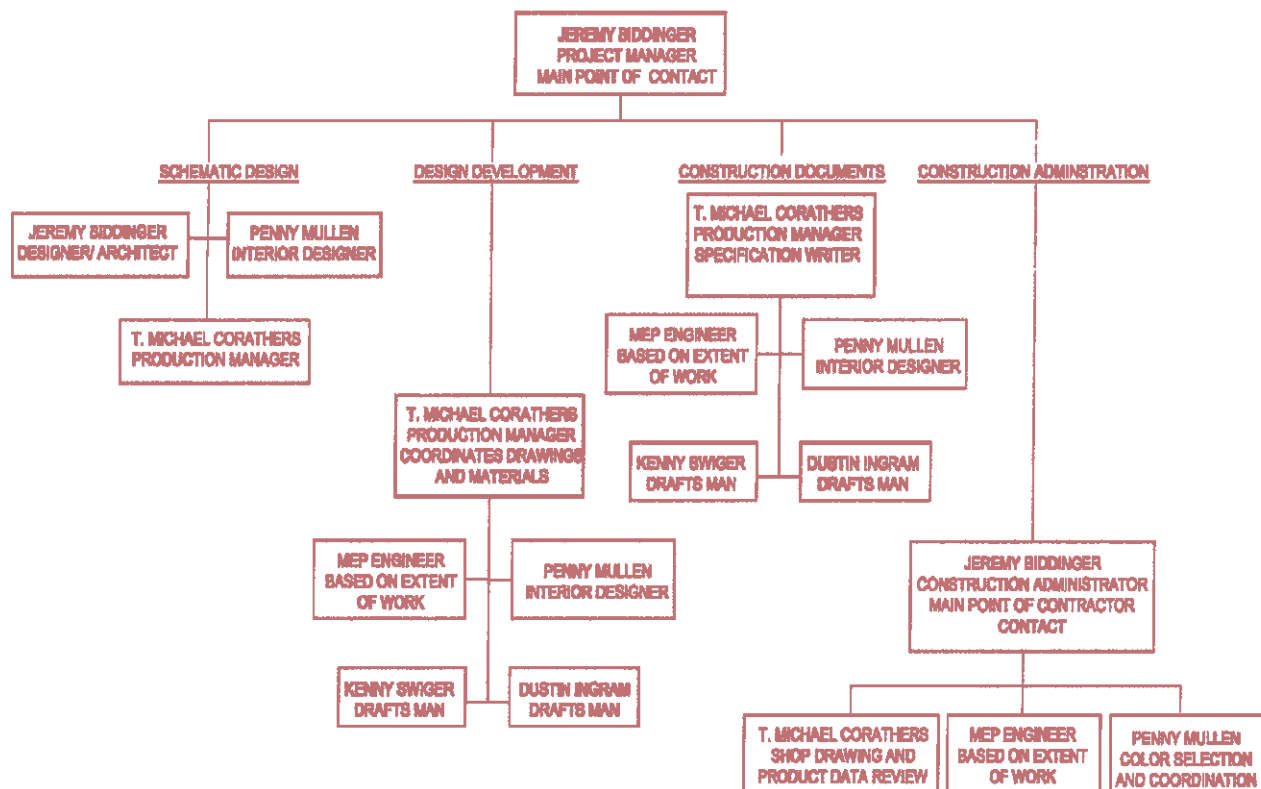 JEREMY BIDDINGER
PROJECT MANAGER
MAIN POINT OF CONTACT
SCHEMATIC DESIGN
DESIGN DEVELOPMENT
CONSTRUCTION DOCUMENTS
CONSTRUCTION ADMINSTRATION
JEREMY BIDDINGER
DESIGNER/ ARCHITECT
PENNY MULLEN
INTERIOR DESIGNER
T. MICHAEL CORATHERS
PRODUCTION MANAGER
T. MICHAEL CORATHERS
PRODUCTION MANAGER
COORDINATES DRAWINGS
AND MATERIALS
MEP ENGINEER
BASED ON EXTENT
OF WORK
PENNY MULLEN
INTERIOR DESIGNER
KENNY SWIGER
DRAFTS MAN
DUSTIN INGRAM
DRAFTS MAN
T. MICHAEL CORATHERS
PRODUCTION MANAGER
SPECIFICATION WRITER
MEP ENGINEER
BASED ON EXTENT
OF WORK
PENNY MULLEN
INTERIOR DESIGNER
KENNY SWIGER
DRAFTS MAN
DUSTIN INGRAM
DRAFTS MAN
JEREMY BIDDINGER
CONSTRUCTION ADMINISTRATOR
MAIN POINT OF CONTRACTOR
CONTACT
T. MICHAEL CORATHERS
SHOP DRAWING AND
PRODUCT DATA REVIEW
MEP ENGINEER
BASED ON EXTENT
OF WORK
PENNY MULLEN
COLOR SELECTION
AND COORDINATION